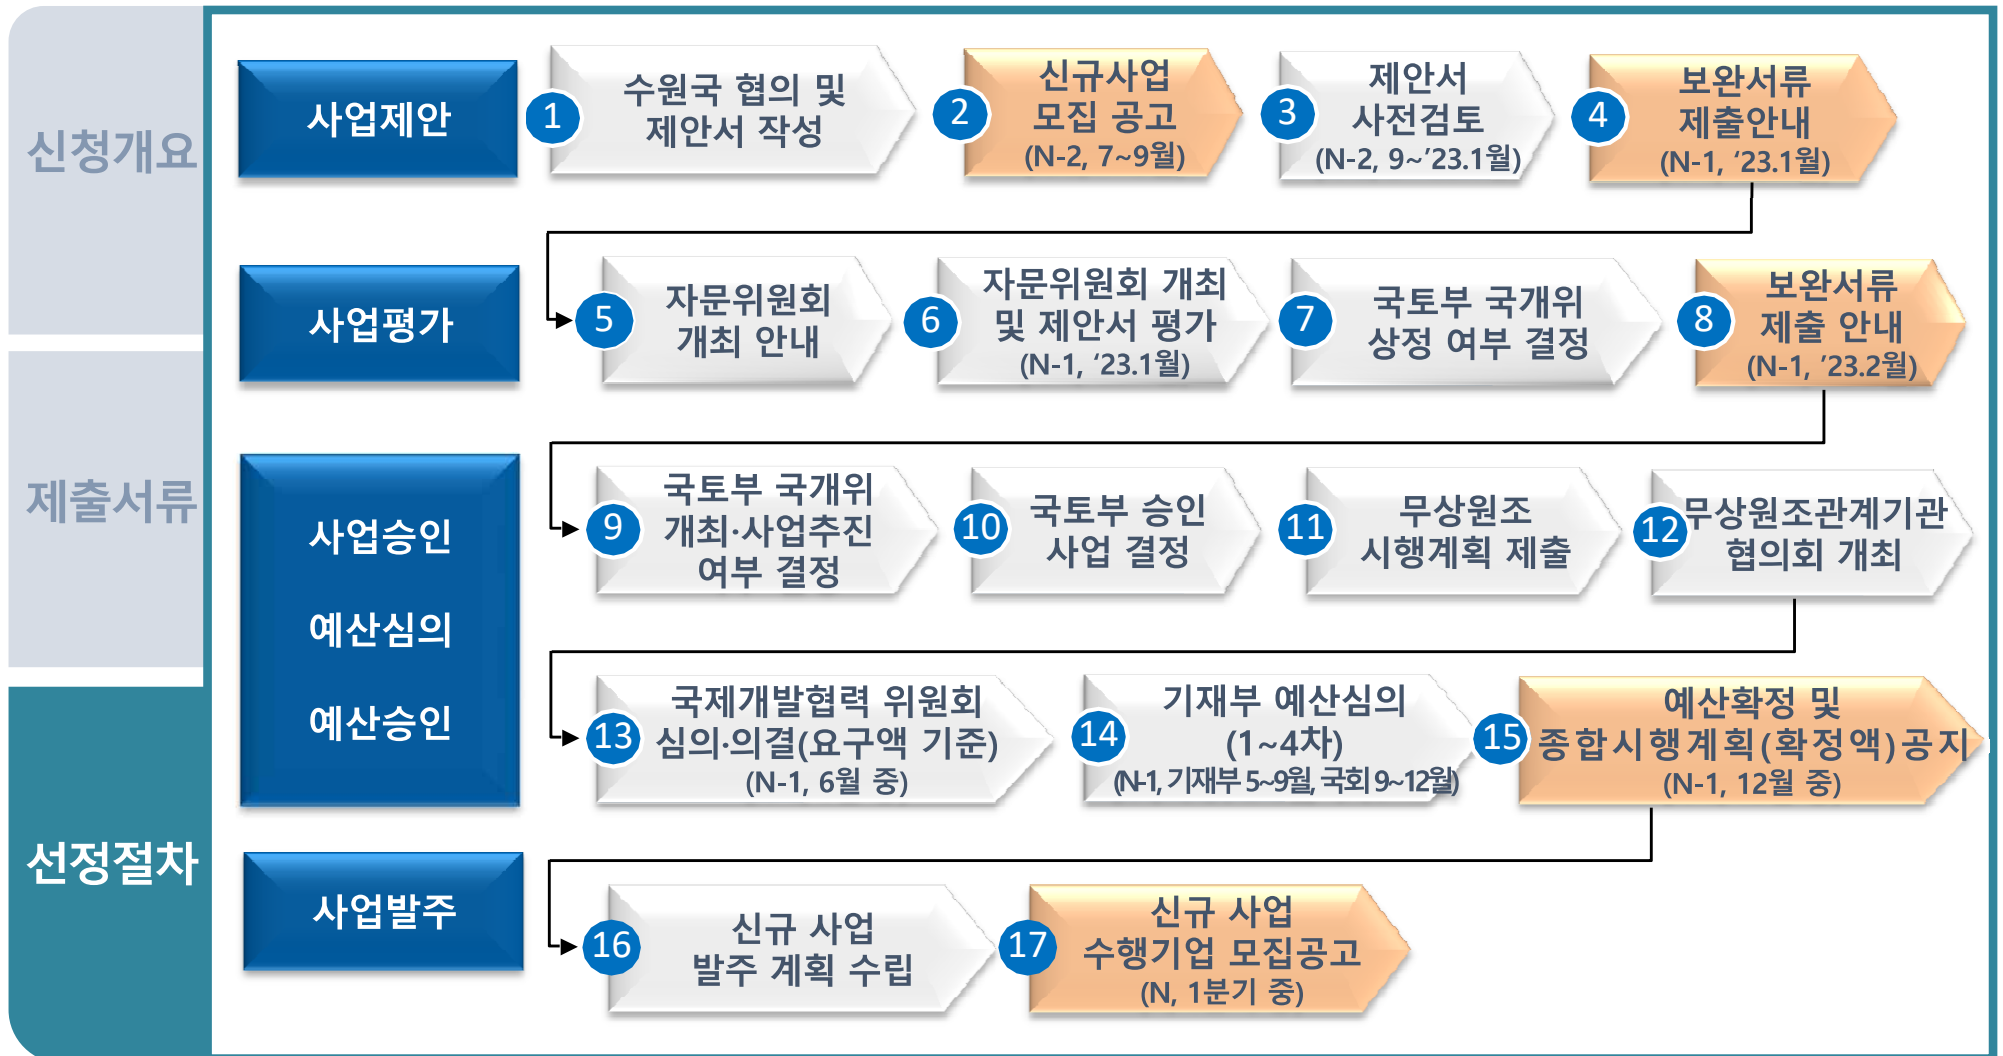 신청개요
제출서류
선정절차
사업제안
1
수원국 협의 및
제안서 작성
2
신규사업
모집 공고
(N-2, 7~9월)
3
제안서
사전검토
(N-2, 9~’23.1월)
4
보완서류
제출안내
(N-1, ‘23.1월)
사업평가
5
자문위원회
개최 안내
6
자문위원회 개최
및 제안서 평가
(N-1, ‘23.1월)
7
국토부 국개위
상정 여부 결정
8
보완서류
제출 안내
(N-1, ’23.2월)
사업승인
예산심의
예산승인
9
국토부 국개위
개최·사업추진
여부 결정
10
국토부 승인
사업 결정
11
무상원조
시행계획 제출
12
무상원조관계기관
협의회 개최
13
국제개발협력 위원회
심의·의결(요구액 기준)
(N-1, 6월 중)
14
기재부 예산심의
(1~4차)
(N-1, 기재부 5~9월, 국회 9~12월)
15
예산확정 및
종합시행계획(확정액)공지
(N-1, 12월 중)
사업발주
16
신규 사업
발주 계획 수립
17
신규 사업
수행기업 모집공고
(N, 1분기 중)